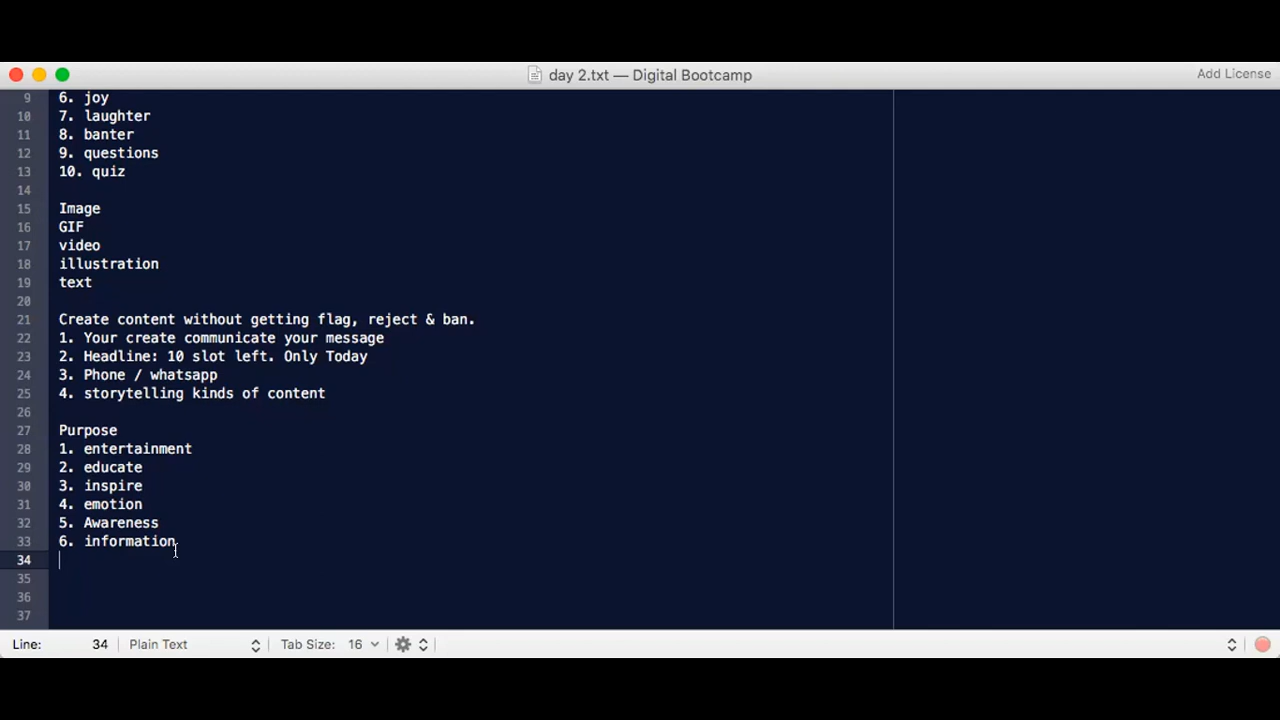 day 2.txt — Digital Bootcamp
Add License
9 6. joy
10 7. laughter
11 8. banter
12 9. questions
13 10. quiz
14
15 Image
16 GIF
17 video
18 illustration
19 text
20
21 Create content without getting flag, reject & ban.
22 1. Your create communicate your message
23 2. Headline: 10 slot left. Only Today
24 3. Phone / whatsapp
25 4. storytelling kinds of content
26
27 Purpose
28 1. entertainment
29 2. educate
30 3. inspire
31 4. emotion
32 5. Awareness
33 6. information
34
35
36
37
Line: 34 Plain Text Tab Size: 16